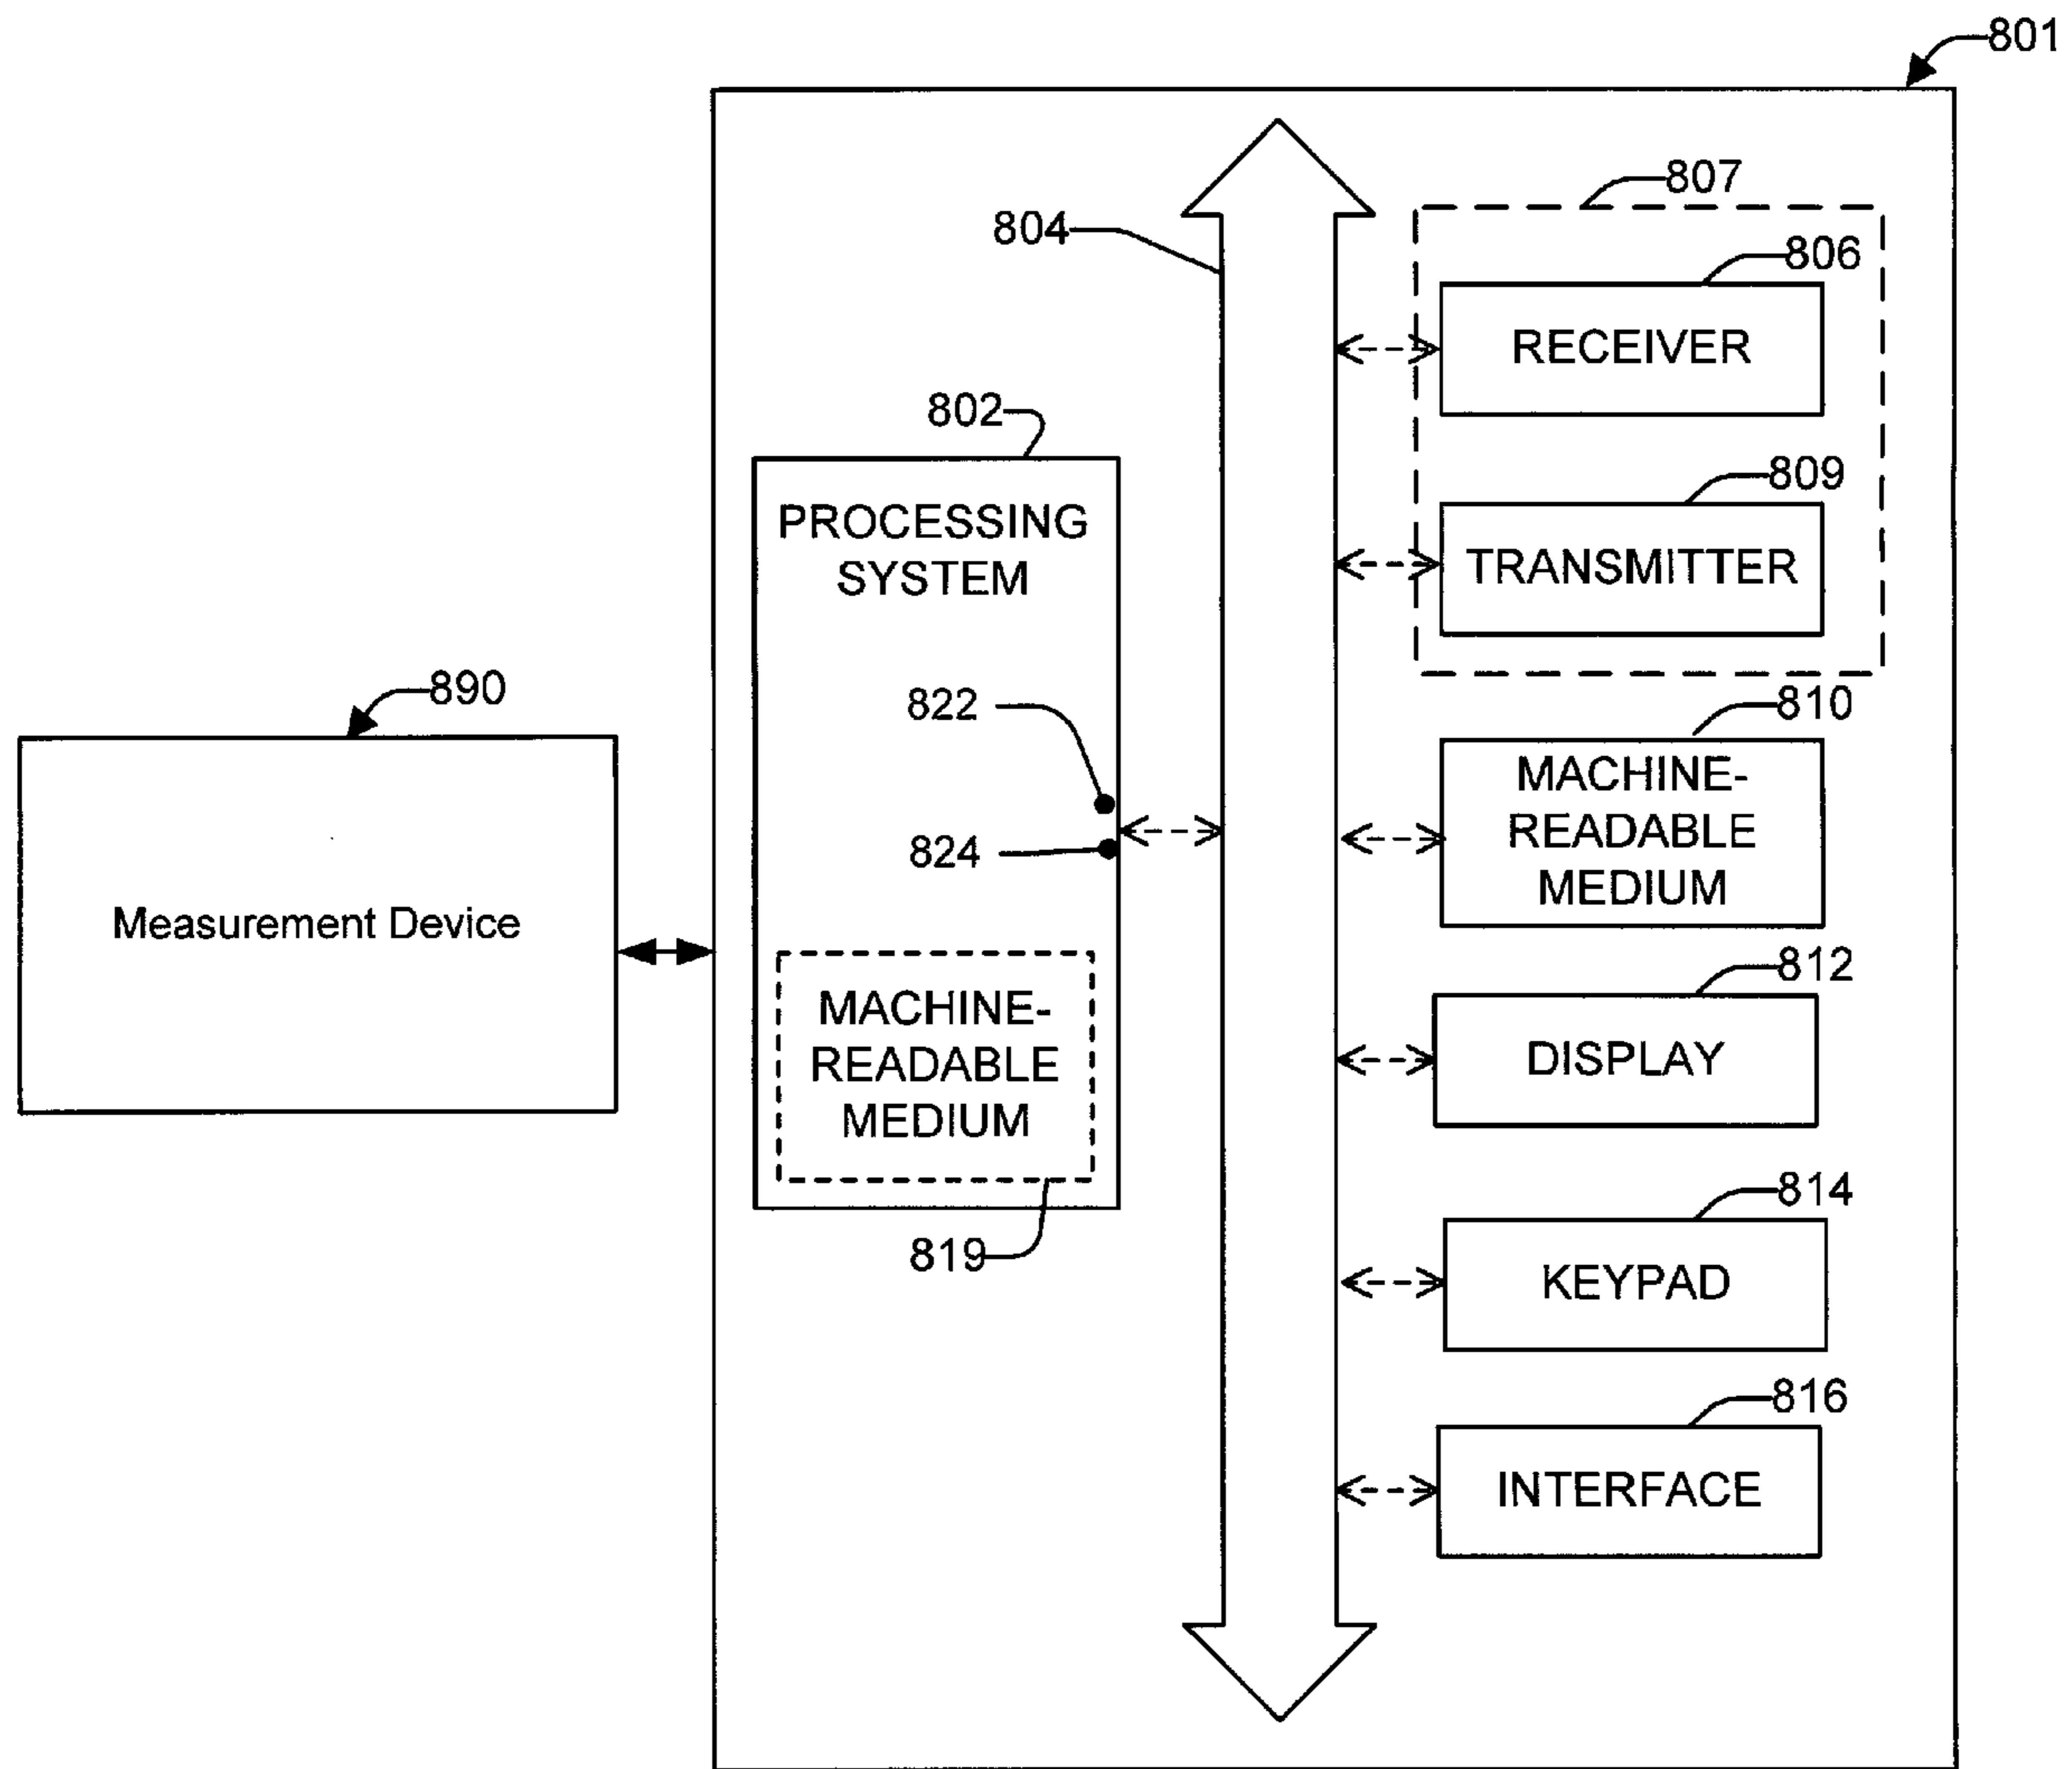 801
807
804
806
RECEIVER
802
809
PROCESSING
SYSTEM
TRANSMITTER
890
822
810
MACHINE-
READABLE
MEDIUM
824
Measurement Device
812
MACHINE-
READABLE
MEDIUM
DISPLAY
819
814
KEYPAD
816
INTERFACE